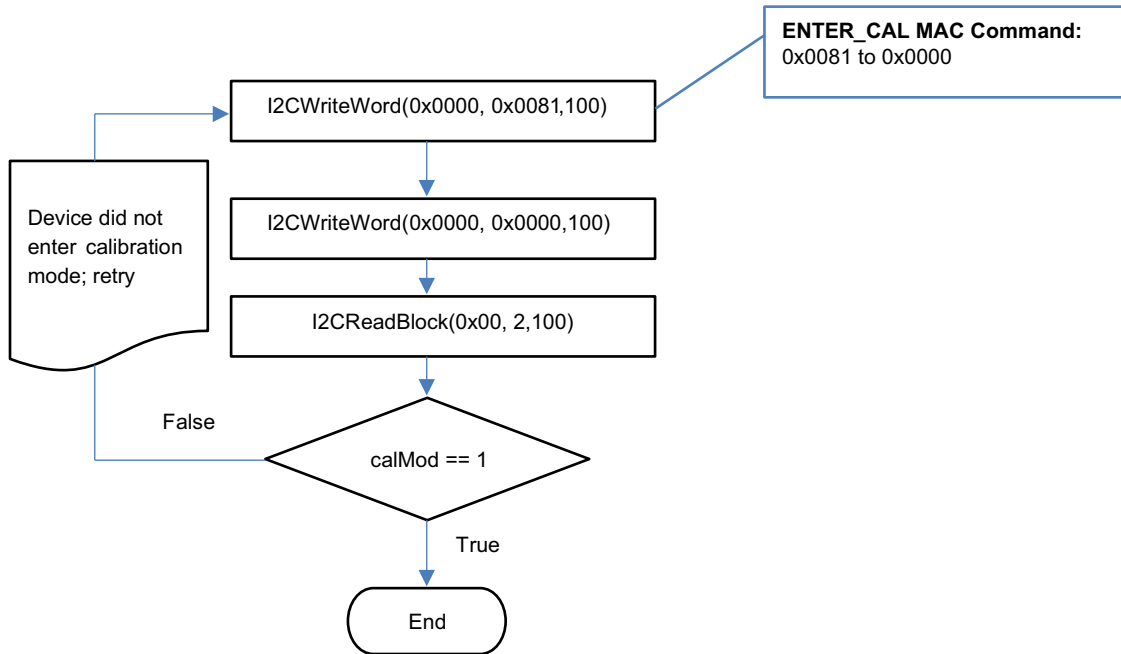 ENTER_CAL MAC Command:
0x0081 to 0x0000
I2CWriteWord(0x0000, 0x0081,100)
I2CWriteWord(0x0000, 0x0000,100)
Device did not
enter calibration
mode; retry
I2CReadBlock(0x00, 2,100)
False
calMod == 1
True
End